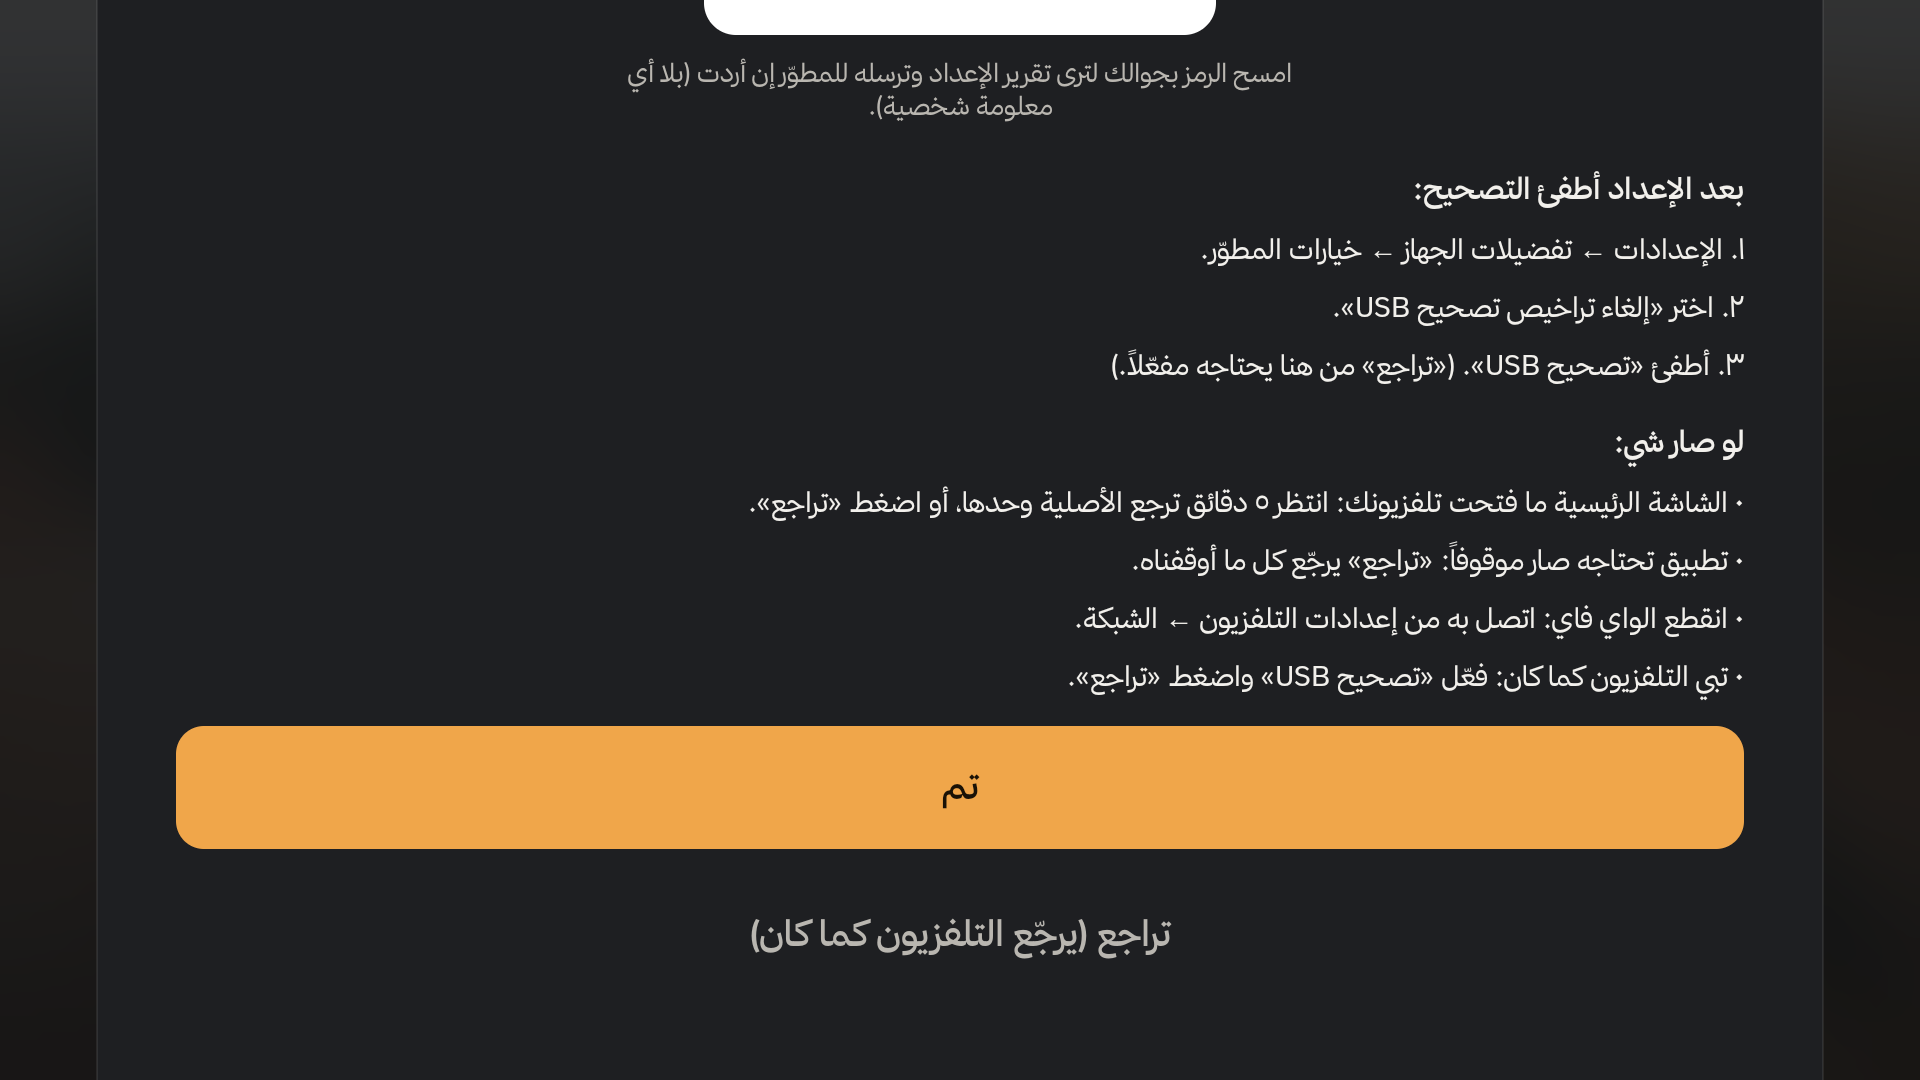 امسح الرمز بجوالك لترى تقرير الإعداد وترسله للمطوّر إن أردت (بلا أي
معلومة شخصية).
بعد الإعداد أطفئ التصحيح:
١. الإعدادات ← تفضيلات الجهاز ← خيارات المطوّر.
٢. اختر «إلغاء تراخيص تصحيح USB».
٣. أطفئ «تصحيح USB». («تراجع» من هنا يحتاجه مفعّلاً.)
لو صار شي:
• الشاشة الرئيسية ما فتحت تلفزيونك: انتظر ٥ دقائق ترجع الأصلية وحدها، أو اضغط «تراجع».
• تطبيق تحتاجه صار موقوفاً: «تراجع» يرجّع كل ما أوقفناه.
• انقطع الواي فاي: اتصل به من إعدادات التلفزيون ← الشبكة.
• تبي التلفزيون كما كان: فعّل «تصحيح USB» واضغط «تراجع».
تم
تراجع (يرجّع التلفزيون كما كان)